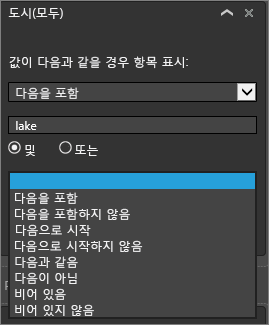 도시(모두)
값이 다음과 같을 경우 항목 표시:
다음을 포함
lake
및 또는
다음을 포함
다음을 포함하지 않음
다음으로 시작
다음으로 시작하지 않음
다음과 같음
다음이 아님
비어 있음
비어 있지 않음